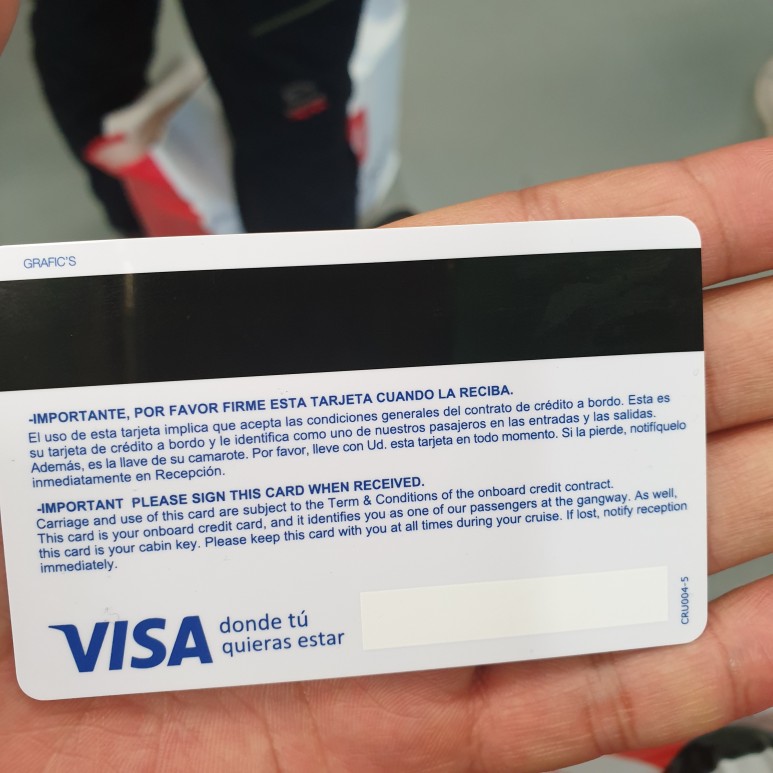 GRAFIC'S
-IMPORTANTE, POR FAVOR FIRME ESTA TARJETA CUANDO LA RECIBA.
El uso de esta tarjeta implica que acepta las condiciones generales del contrato de crédito a bordo. Esta es
su tarjeta de crédito a bordo y le identifica como uno de nuestros pasajeros en las entradas y las salidas.
Además, es la llave de su camarote. Por favor, lleve con Ud. esta tarjeta en todo momento. Si la pierde, notifíquelo
inmediatamente en Recepción.
-IMPORTANT PLEASE SIGN THIS CARD WHEN RECEIVED.
Carriage and use of this card are subject to the Term & Conditions of the onboard credit contract.
This card is your onboard credit card, and it identifies you as one of our passengers at the gangway. As well,
this card is your cabin key. Please keep this card with you at all times during your cruise. If lost, notify reception
immediately.
VISA donde tú
quieras estar
CRU004-5